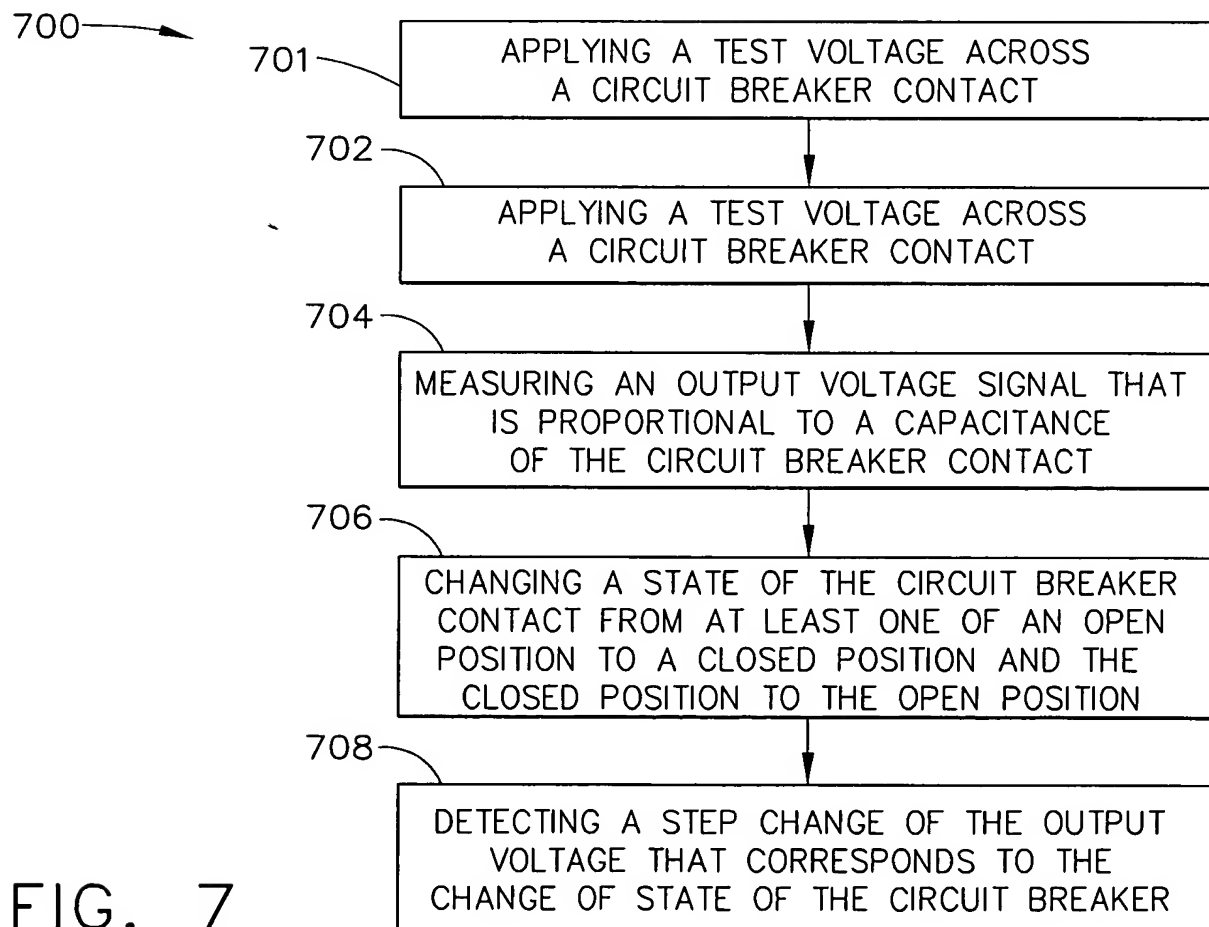 700
701
APPLYING A TEST VOLTAGE ACROSS
A CIRCUIT BREAKER CONTACT
702
APPLYING A TEST VOLTAGE ACROSS
A CIRCUIT BREAKER CONTACT
704
MEASURING AN OUTPUT VOLTAGE SIGNAL THAT
IS PROPORTIONAL TO A CAPACITANCE
OF THE CIRCUIT BREAKER CONTACT
706
CHANGING A STATE OF THE CIRCUIT BREAKER
CONTACT FROM AT LEAST ONE OF AN OPEN
POSITION TO A CLOSED POSITION AND THE
CLOSED POSITION TO THE OPEN POSITION
708
DETECTING A STEP CHANGE OF THE OUTPUT
VOLTAGE THAT CORRESPONDS TO THE
CHANGE OF STATE OF THE CIRCUIT BREAKER
FIG. 7